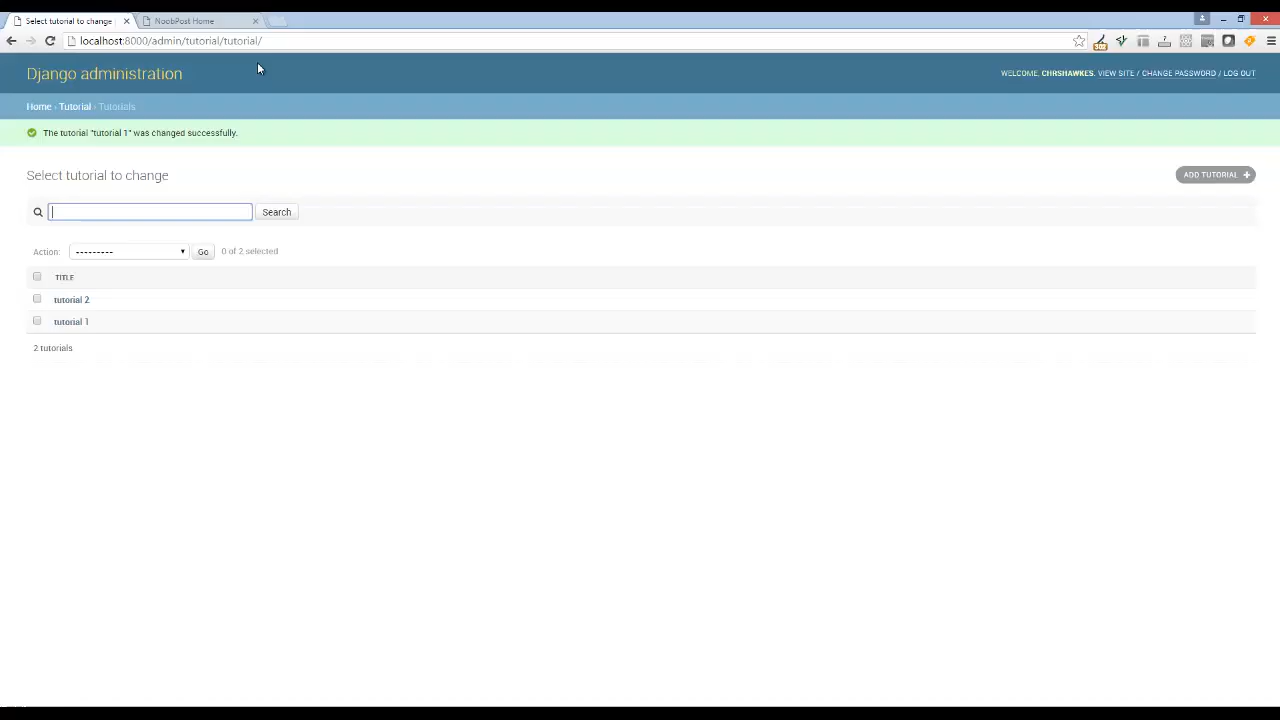 Select tutorial to change
NoobPost Home
localhost:8000/admin/tutorial/tutorial/
Django administration
WELCOME, CHRSHAWKES. VIEW SITE / CHANGE PASSWORD / LOG OUT
Home › Tutorial › Tutorials
The tutorial "tutorial 1" was changed successfully.
Select tutorial to change
ADD TUTORIAL +
Search
Action: --------- Go 0 of 2 selected
TITLE
tutorial 2
tutorial 1
2 tutorials